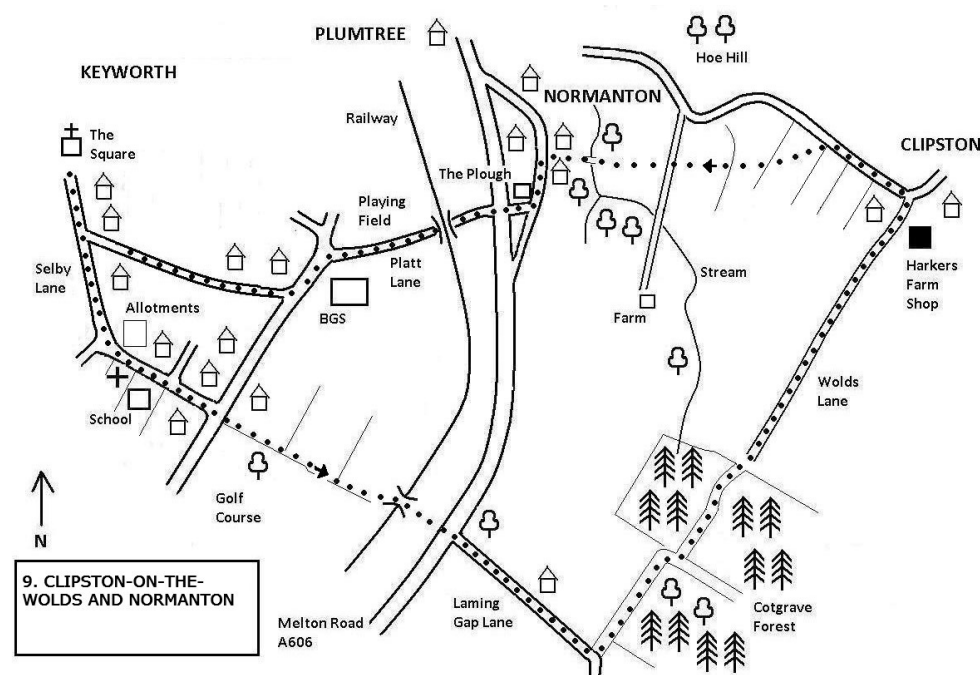 PLUMTREE
Hoe Hill
KEYWORTH
NORMANTON
Railway
The
Square
CLIPSTON
The Plough
Playing
Field
Selby
Lane
Platt
Lane
Stream
Harkers
Farm
Shop
Allotments
BGS
Farm
Wolds
Lane
School
Golf
Course
N
9. CLIPSTON-ON-THE-
WOLDS AND NORMANTON
Melton Road
A606
Laming
Gap Lane
Cotgrave
Forest